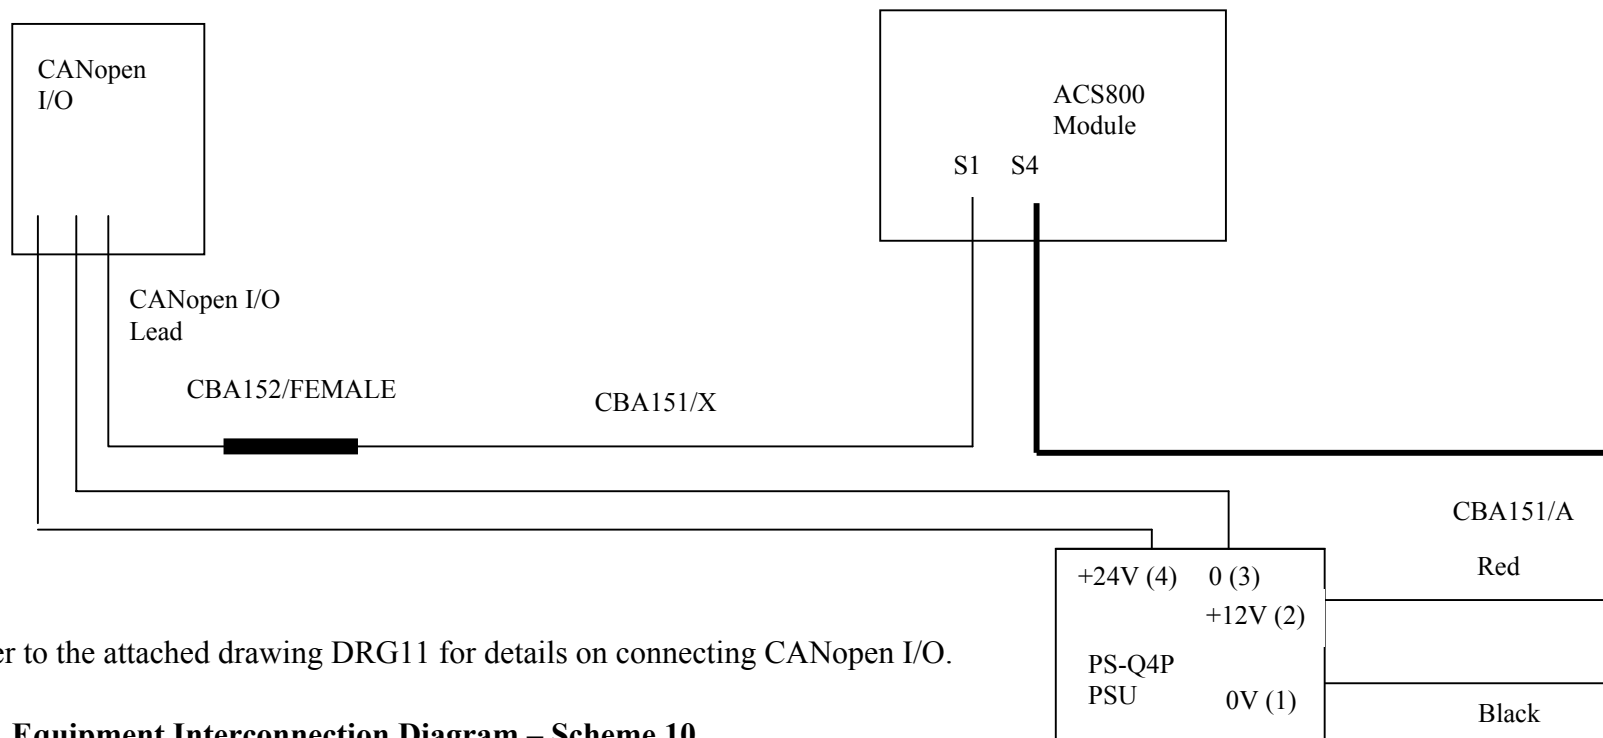 CANopen
I/O
ACS800
Module
S1 S4
CANopen I/O
Lead
CBA152/FEMALE
CBA151/X
CBA151/A
+24V (4) 0 (3)
Red
+12V (2)
er to the attached drawing DRG11 for details on connecting CANopen I/O.
PS-Q4P
PSU
0V (1)
Black
Equipment Interconnection Diagram – Scheme 10